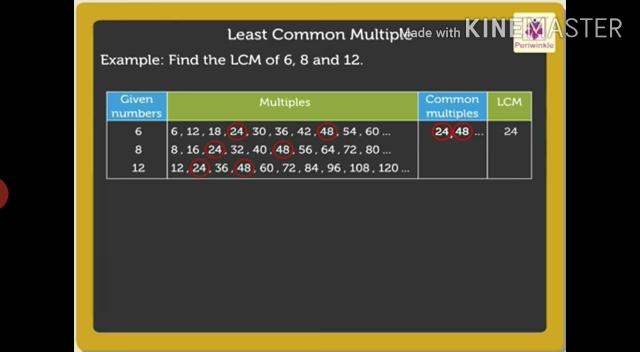 Least Common Multiple
Made with KINEMASTER
Periwinkle
Example: Find the LCM of 6, 8 and 12.
Given numbers Multiples Common multiples LCM
6 6 , 12 , 18 , 24 , 30 , 36 , 42 , 48 , 54 , 60 ... 24, 48 ... 24
8 8 , 16 , 24 , 32 , 40 , 48 , 56 , 64 , 72 , 80 ...
12 12 , 24 , 36 , 48 , 60 , 72 , 84 , 96 , 108 , 120 ...